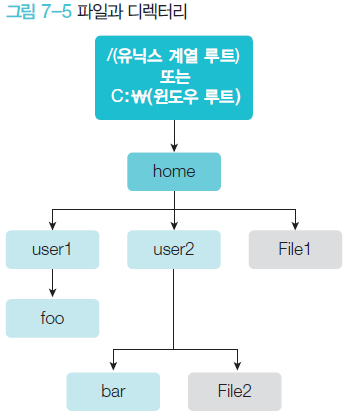 그림 7-5 파일과 디렉터리
/(유닉스 계열 루트)
또는
C:₩(윈도우 루트)
home
user1
user2
File1
foo
bar
File2